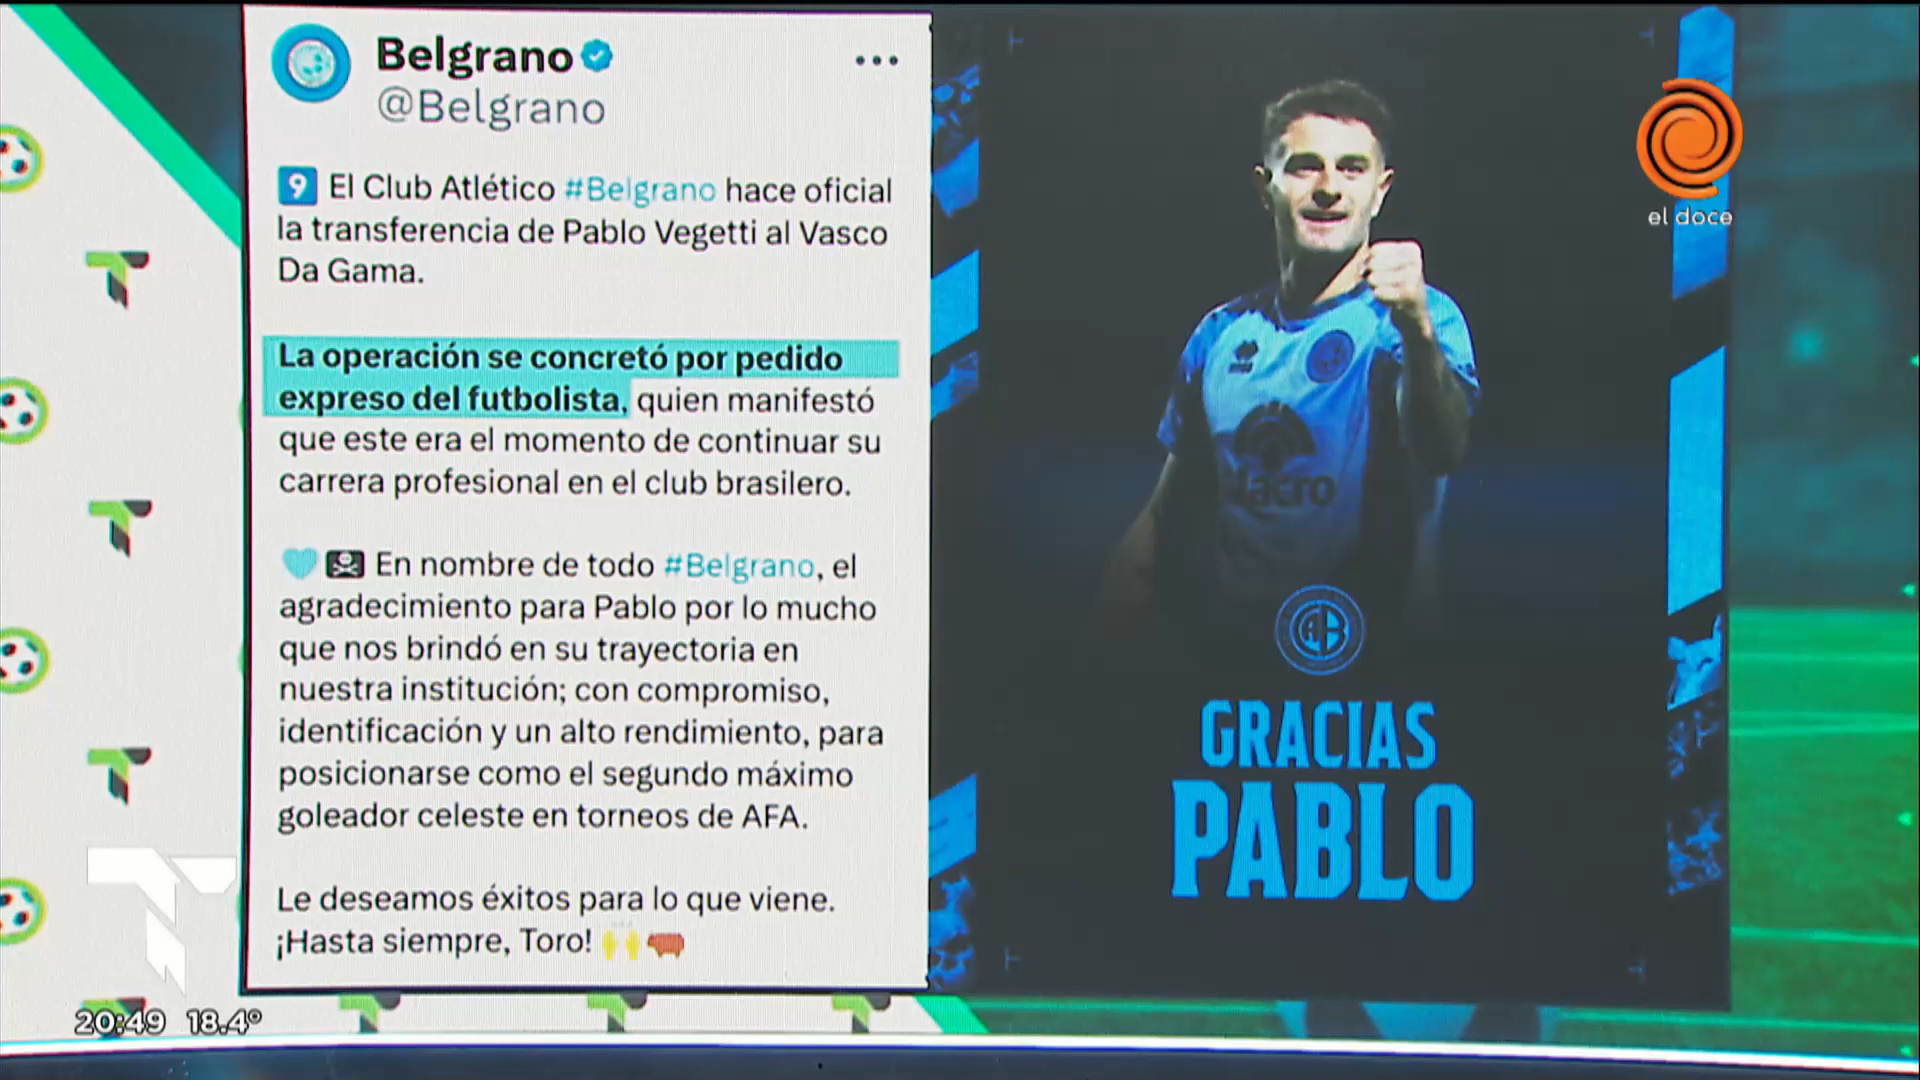 Belgrano
@Belgrano
9 El Club Atlético #Belgrano hace oficial
la transferencia de Pablo Vegetti al Vasco
Da Gama.
La operación se concretó por pedido
expreso del futbolista, quien manifestó
que este era el momento de continuar su
carrera profesional en el club brasilero.
En nombre de todo #Belgrano, el
agradecimiento para Pablo por lo mucho
que nos brindó en su trayectoria en
nuestra institución; con compromiso,
identificación y un alto rendimiento, para
posicionarse como el segundo máximo
goleador celeste en torneos de AFA.
Le deseamos éxitos para lo que viene.
¡Hasta siempre, Toro!
Macro
GRACIAS
PABLO
el doce
20:49 18.4°